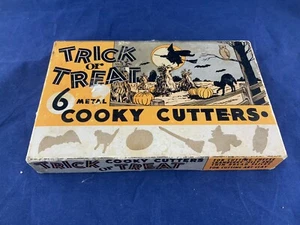 TRICK
or
TREAT
6 METAL
COOKY CUTTERS
TRICK COOKY CUTTERS
or TREAT